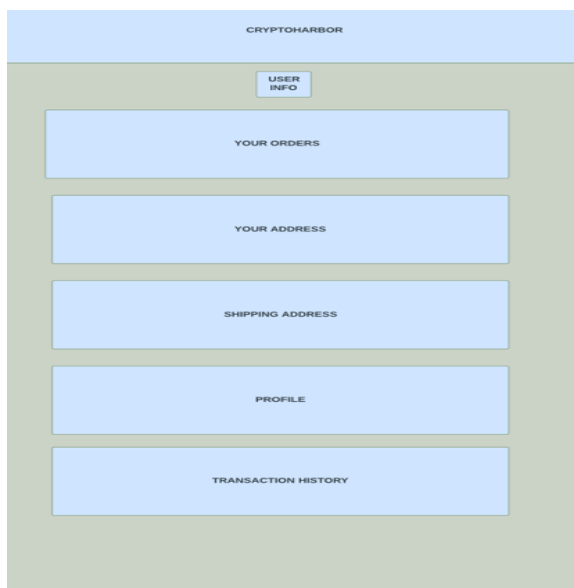 CRYPTOHARBOR
USER
INFO
YOUR ORDERS
YOUR ADDRESS
SHIPPING ADDRESS
PROFILE
TRANSACTION HISTORY